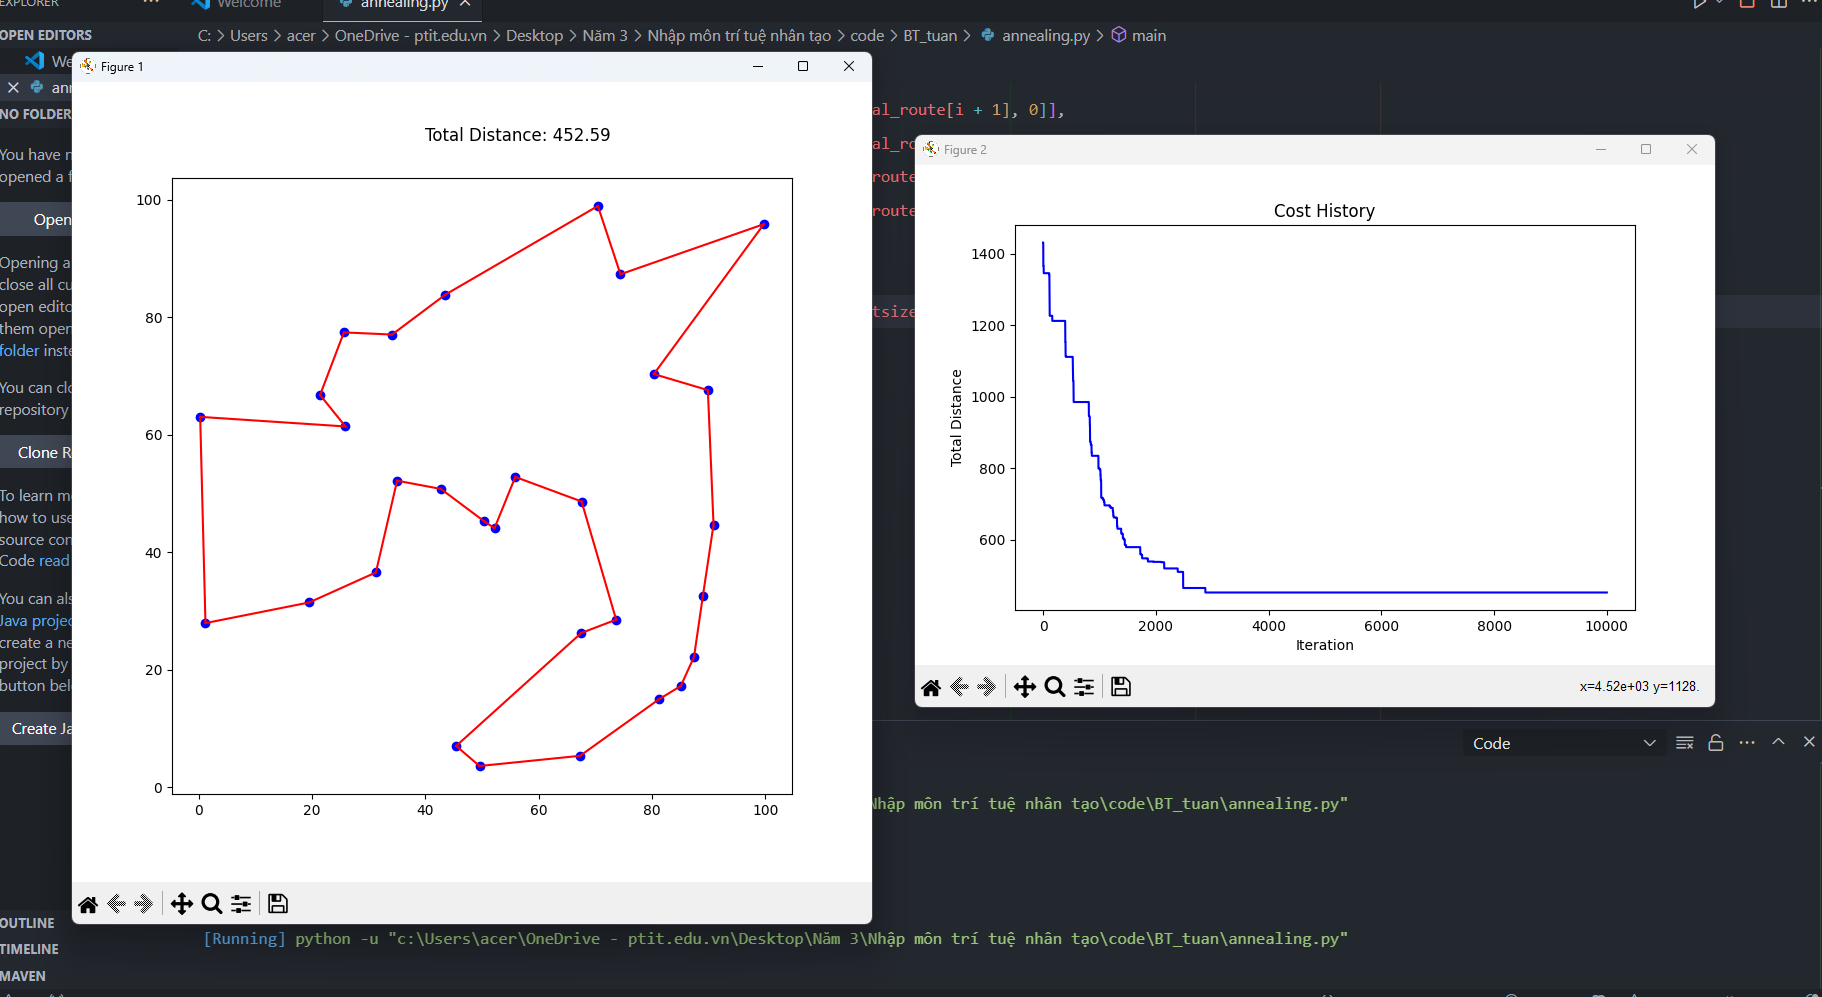 EXPLORER
Welcome
annealing.py
OPEN EDITORS
C: > Users > acer > OneDrive - ptit.edu.vn > Desktop > Năm 3 > Nhập môn trí tuệ nhân tạo > code > BT_tuan > annealing.py > main
We
ann
NO FOLDER
You have n
opened a f
Open
Opening a
close all cu
open edito
them open
folder inste
You can clo
repository
Clone R
To learn m
how to use
source con
Code read
You can als
Java projec
create a ne
project by
button belo
Create Ja
OUTLINE
TIMELINE
MAVEN
Figure 1
Total Distance: 452.59
100
80
60
40
20
0
0 20 40 60 80 100
al_route[i + 1], 0]],
al_ro
route
route
tsize
Figure 2
Cost History
Total Distance
1400
1200
1000
800
600
0 2000 4000 6000 8000 10000
Iteration
x=4.52e+03 y=1128.
Code
Nhập môn trí tuệ nhân tạo\code\BT_tuan\annealing.py"
[Running] python -u "c:\Users\acer\OneDrive - ptit.edu.vn\Desktop\Năm 3\Nhập môn trí tuệ nhân tạo\code\BT_tuan\annealing.py"